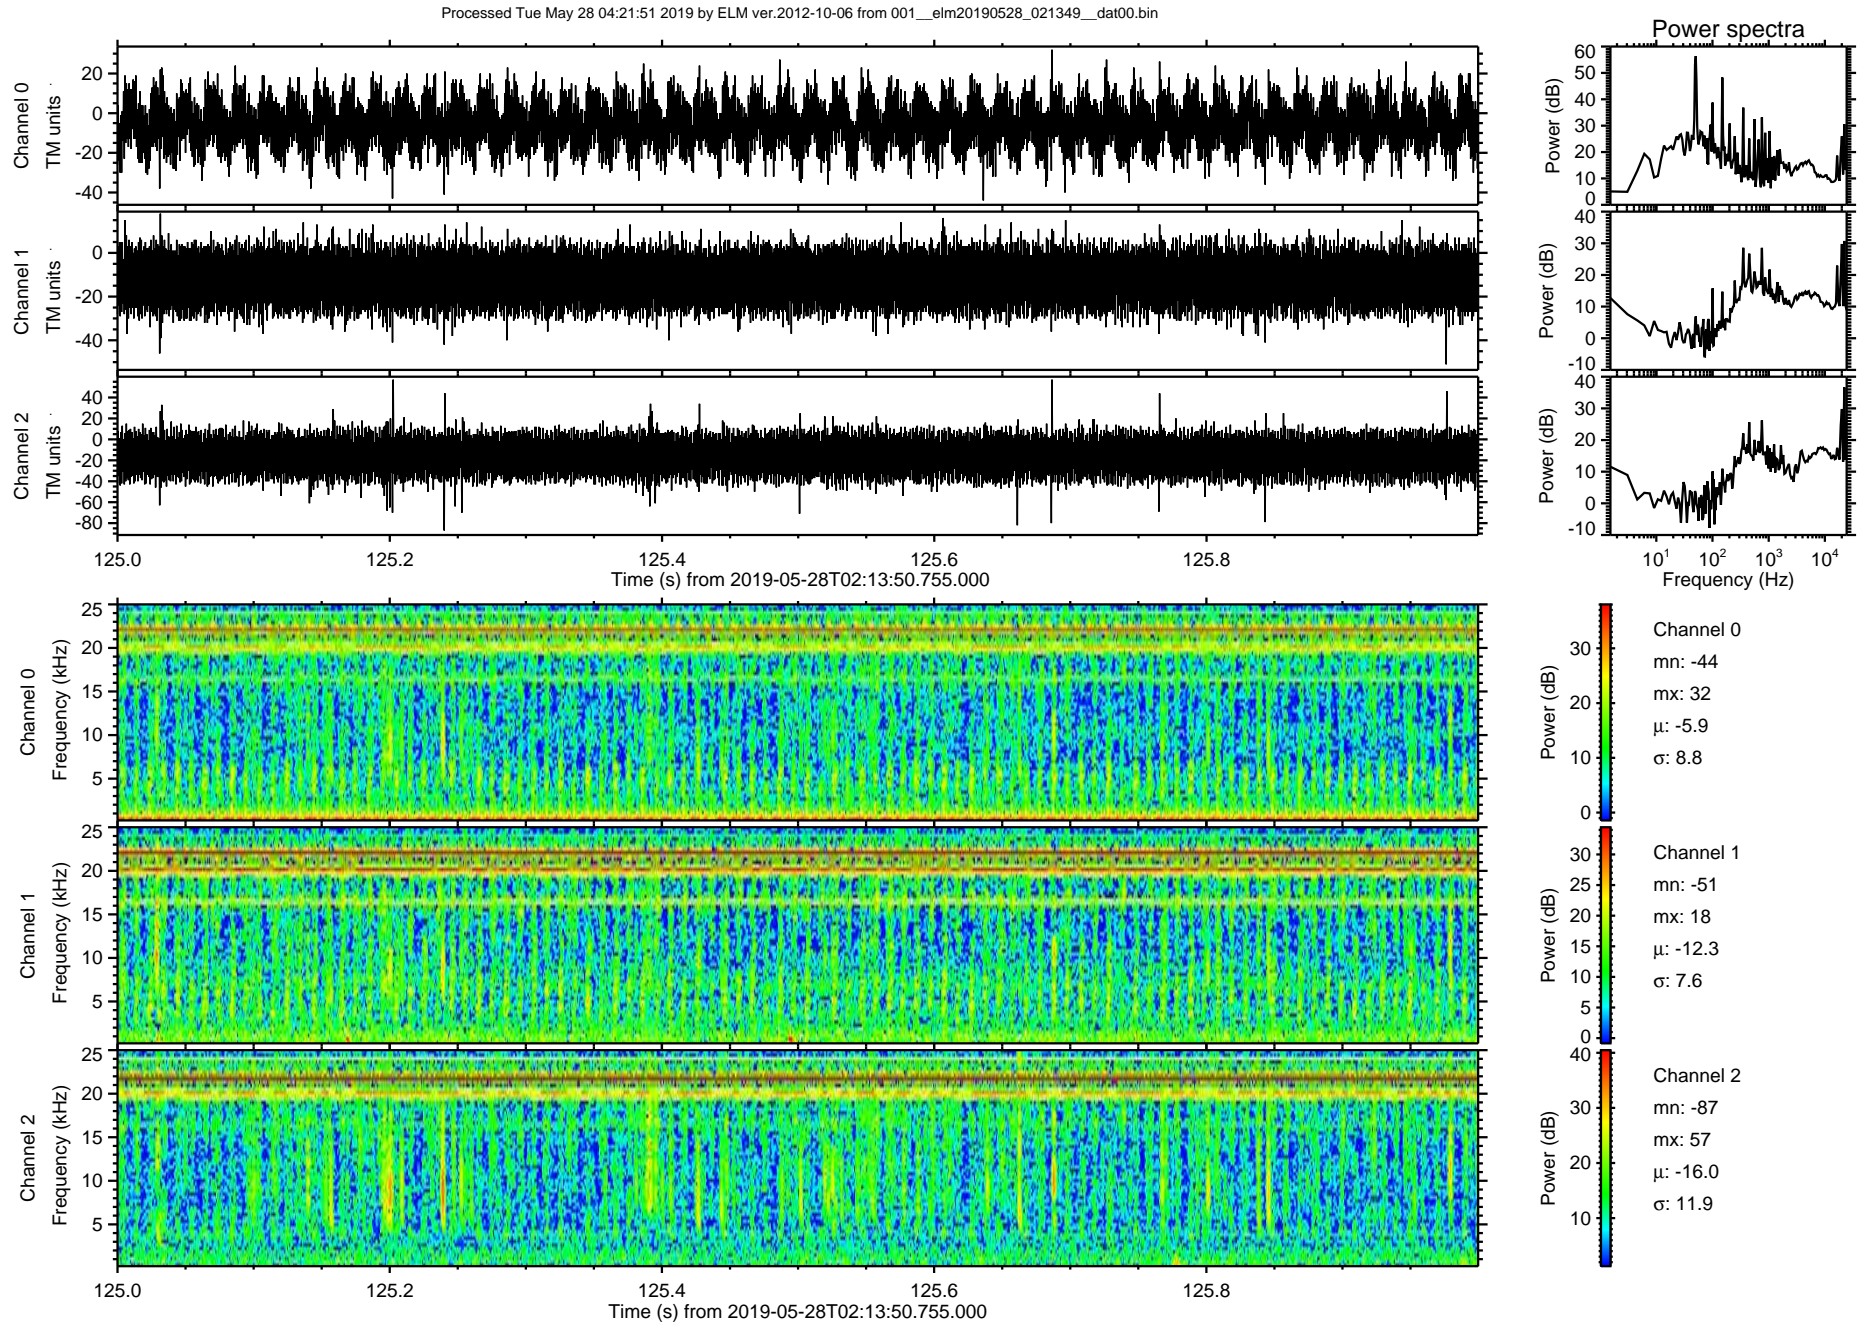 Processed Tue May 28 04:21:51 2019 by ELM ver.2012-10-06 from 001__elm20190528_021349__dat00.bin
Power spectra
Channel 0
TM units
20
0
-20
-40
Power (dB)
60
50
40
30
20
10
0
Channel 1
TM units
0
-20
-40
Power (dB)
40
30
20
10
0
-10
Channel 2
TM units
40
20
0
-20
-40
-60
-80
Power (dB)
40
30
20
10
0
-10
125.0 125.2 125.4 125.6 125.8
Time (s) from 2019-05-28T02:13:50.755.000
10¹ 10² 10³ 10⁴
Frequency (Hz)
Channel 0
Frequency (kHz)
25
20
15
10
5
Power (dB)
30
20
10
0
Channel 0
mn: -44
mx: 32
μ: -5.9
σ: 8.8
Channel 1
Frequency (kHz)
25
20
15
10
5
Power (dB)
30
25
20
15
10
5
0
Channel 1
mn: -51
mx: 18
μ: -12.3
σ: 7.6
Channel 2
Frequency (kHz)
25
20
15
10
5
Power (dB)
40
30
20
10
Channel 2
mn: -87
mx: 57
μ: -16.0
σ: 11.9
125.0 125.2 125.4 125.6 125.8
Time (s) from 2019-05-28T02:13:50.755.000